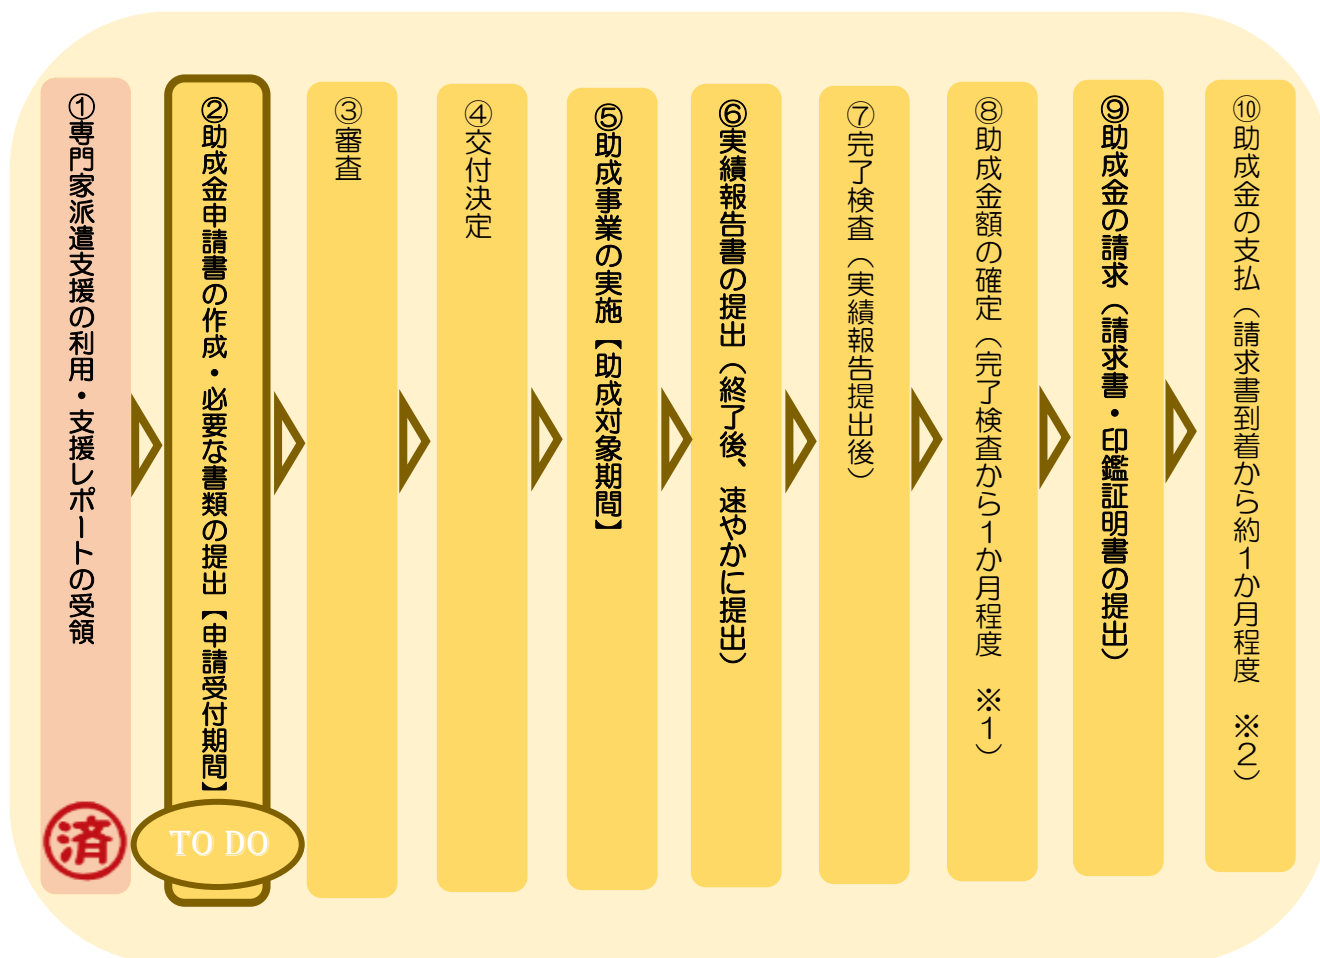 ①専門家派遣支援の利用・支援レポートの受領
済
②助成金申請書の作成・必要な書類の提出【申請受付期間】
TO DO
③審査
④交付決定
⑤助成事業の実施【助成対象期間】
⑥実績報告書の提出（終了後、速やかに提出）
⑦完了検査（実績報告提出後）
⑧助成金額の確定（完了検査から１か月程度　※１）
⑨助成金の請求（請求書・印鑑証明書の提出）
⑩助成金の支払（請求書到着から約１か月程度　※２）